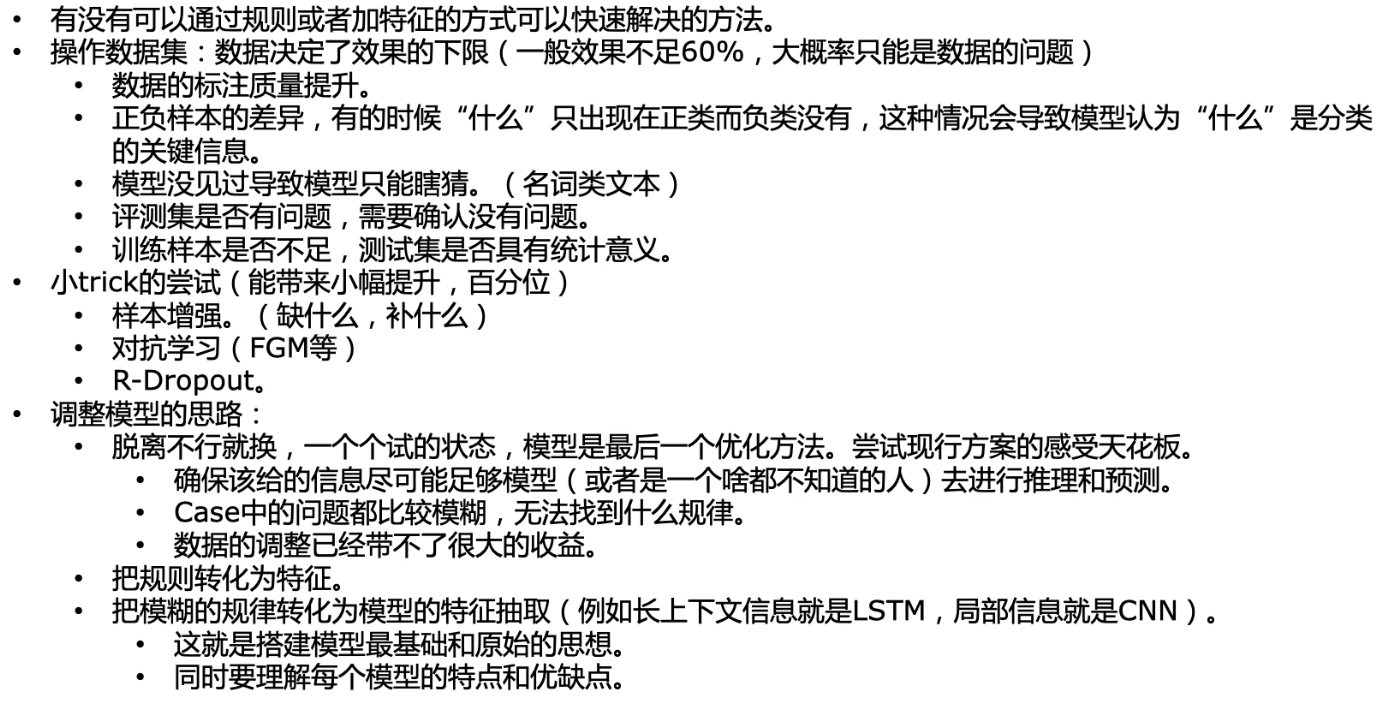 • 有没有可以通过规则或者加特征的方式可以快速解决的方法。
• 操作数据集：数据决定了效果的下限（一般效果不足60%，大概率只能是数据的问题）
• 数据的标注质量提升。
• 正负样本的差异，有的时候“什么”只出现在正类而负类没有，这种情况会导致模型认为“什么”是分类
的关键信息。
• 模型没见过导致模型只能瞎猜。（名词类文本）
• 评测集是否有问题，需要确认没有问题。
• 训练样本是否不足，测试集是否具有统计意义。
• 小trick的尝试（能带来小幅提升，百分位）
• 样本增强。（缺什么，补什么）
• 对抗学习（FGM等）
• R-Dropout。
• 调整模型的思路：
• 脱离不行就换，一个个试的状态，模型是最后一个优化方法。尝试现行方案的感受天花板。
• 确保该给的信息尽可能足够模型（或者是一个啥都不知道的人）去进行推理和预测。
• Case中的问题都比较模糊，无法找到什么规律。
• 数据的调整已经带不了很大的收益。
• 把规则转化为特征。
• 把模糊的规律转化为模型的特征抽取（例如长上下文信息就是LSTM，局部信息就是CNN）。
• 这就是搭建模型最基础和原始的思想。
• 同时要理解每个模型的特点和优缺点。